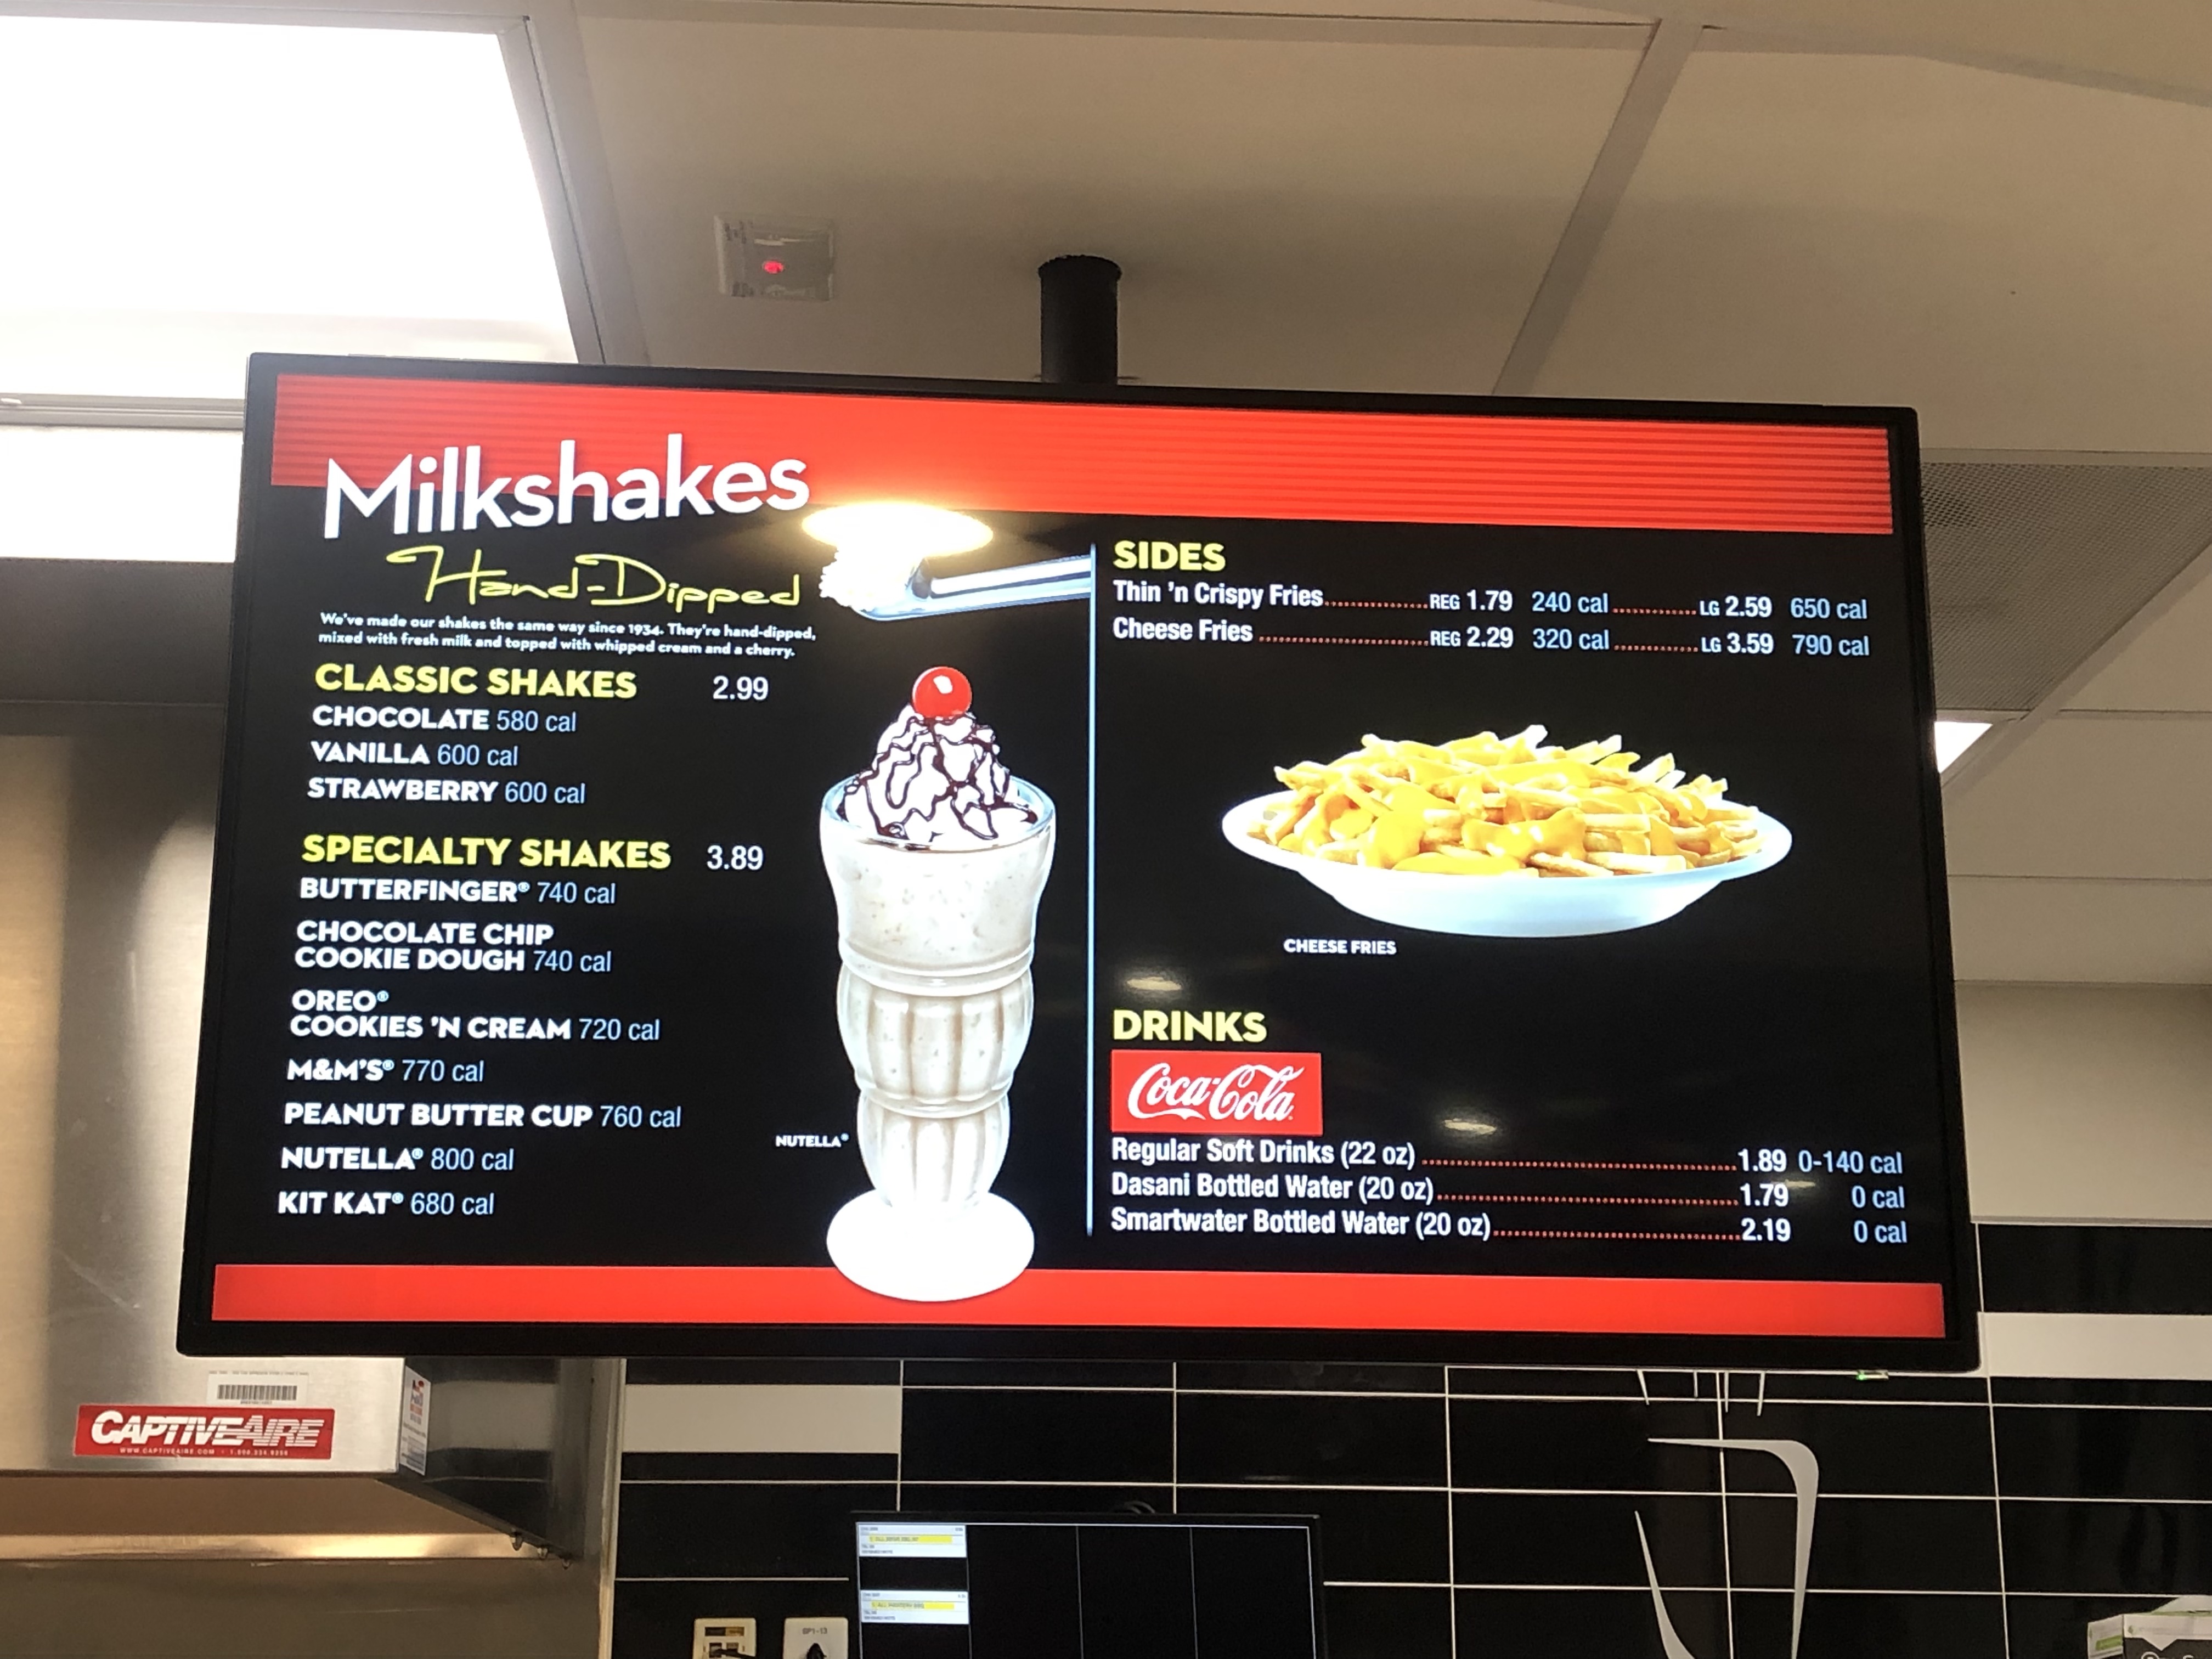 Milkshakes
Hand-Dipped
We've made our shakes the same way since 1934. They're hand-dipped,
mixed with fresh milk and topped with whipped cream and a cherry.
CLASSIC SHAKES 2.99
CHOCOLATE 580 cal
VANILLA 600 cal
STRAWBERRY 600 cal
SPECIALTY SHAKES 3.89
BUTTERFINGER® 740 cal
CHOCOLATE CHIP
COOKIE DOUGH 740 cal
OREO®
COOKIES 'N CREAM 720 cal
M&M'S® 770 cal
PEANUT BUTTER CUP 760 cal
NUTELLA® 800 cal
KIT KAT® 680 cal
NUTELLA®
SIDES
Thin 'n Crispy Fries REG 1.79 240 cal LG 2.59 650 cal
Cheese Fries REG 2.29 320 cal LG 3.59 790 cal
CHEESE FRIES
DRINKS
Coca-Cola
Regular Soft Drinks (22 oz) 1.89 0-140 cal
Dasani Bottled Water (20 oz) 1.79 0 cal
Smartwater Bottled Water (20 oz) 2.19 0 cal
CAPTIVEAIRE
WWW.CAPTIVEAIRE.COM
GP1-13